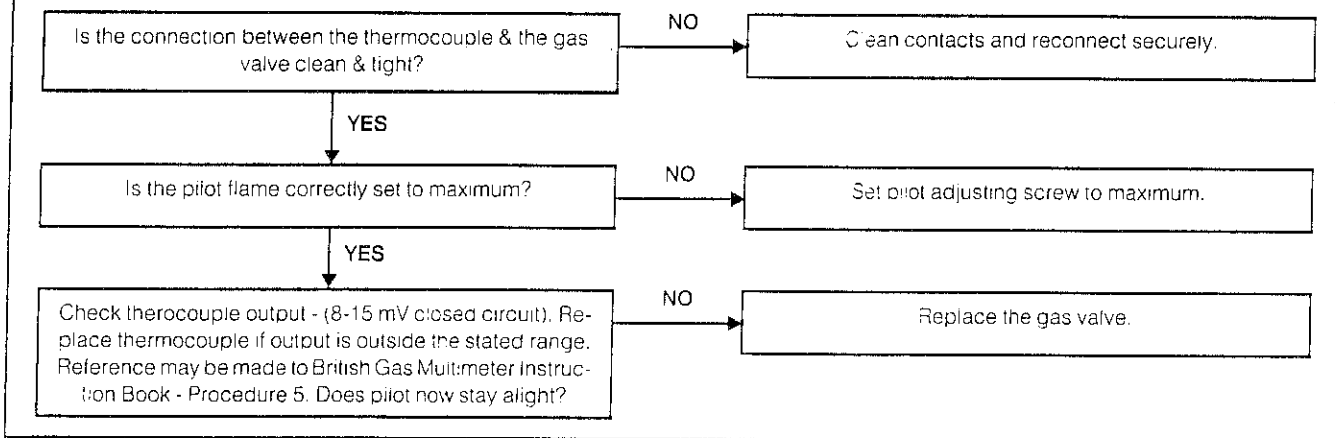 Is the connection between the thermocouple & the gas
valve clean & tight?
NO
Clean contacts and reconnect securely.
YES
Is the pilot flame correctly set to maximum?
NO
Set pilot adjusting screw to maximum.
YES
Check therocouple output - (8-15 mV closed circuit). Re-
place thermocouple if output is outside the stated range.
Reference may be made to British Gas Multimeter Instruc-
tion Book - Procedure 5. Does pilot now stay alight?
NO
Replace the gas valve.